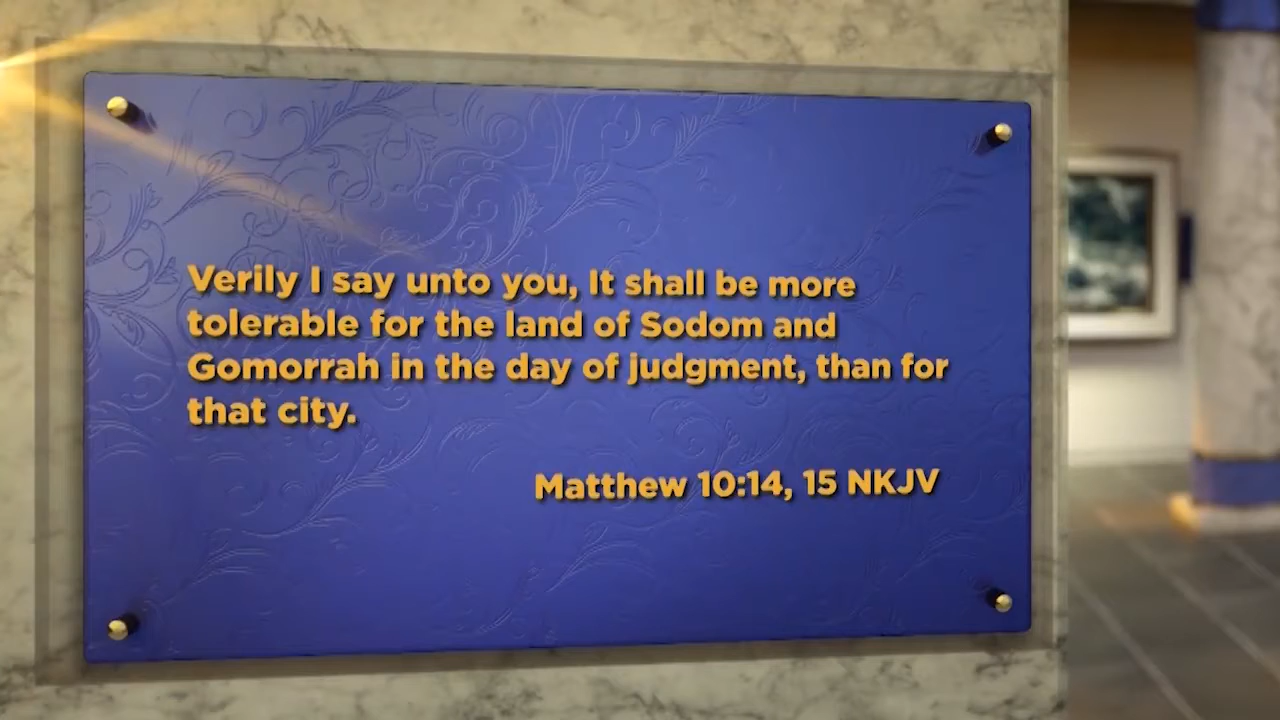 Verily I say unto you, It shall be more
tolerable for the land of Sodom and
Gomorrah in the day of judgment, than for
that city.
Matthew 10:14, 15 NKJV